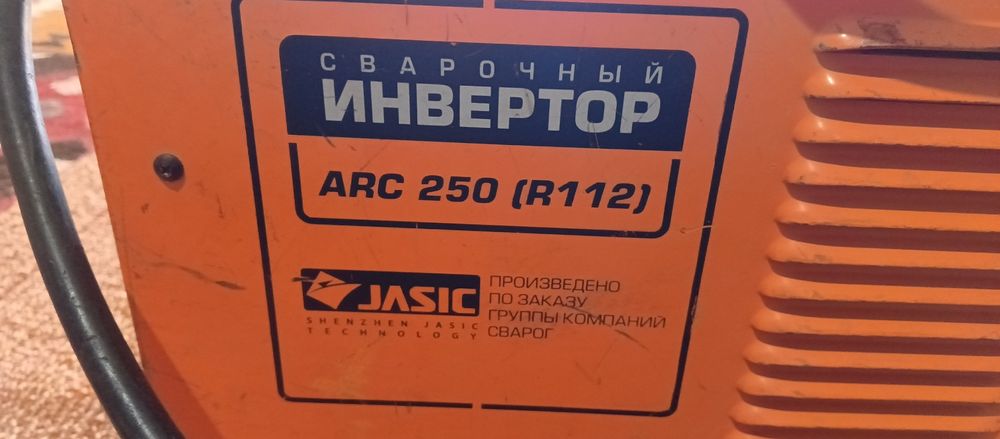 СВАРОЧНЫЙ
ИНВЕРТОР
ARC 250 (R112)
JASIC
SHENZHEN JASIC
TECHNOLOGY
ПРОИЗВЕДЕНО
ПО ЗАКАЗУ
ГРУППЫ КОМПАНИЙ
СВАРОГ